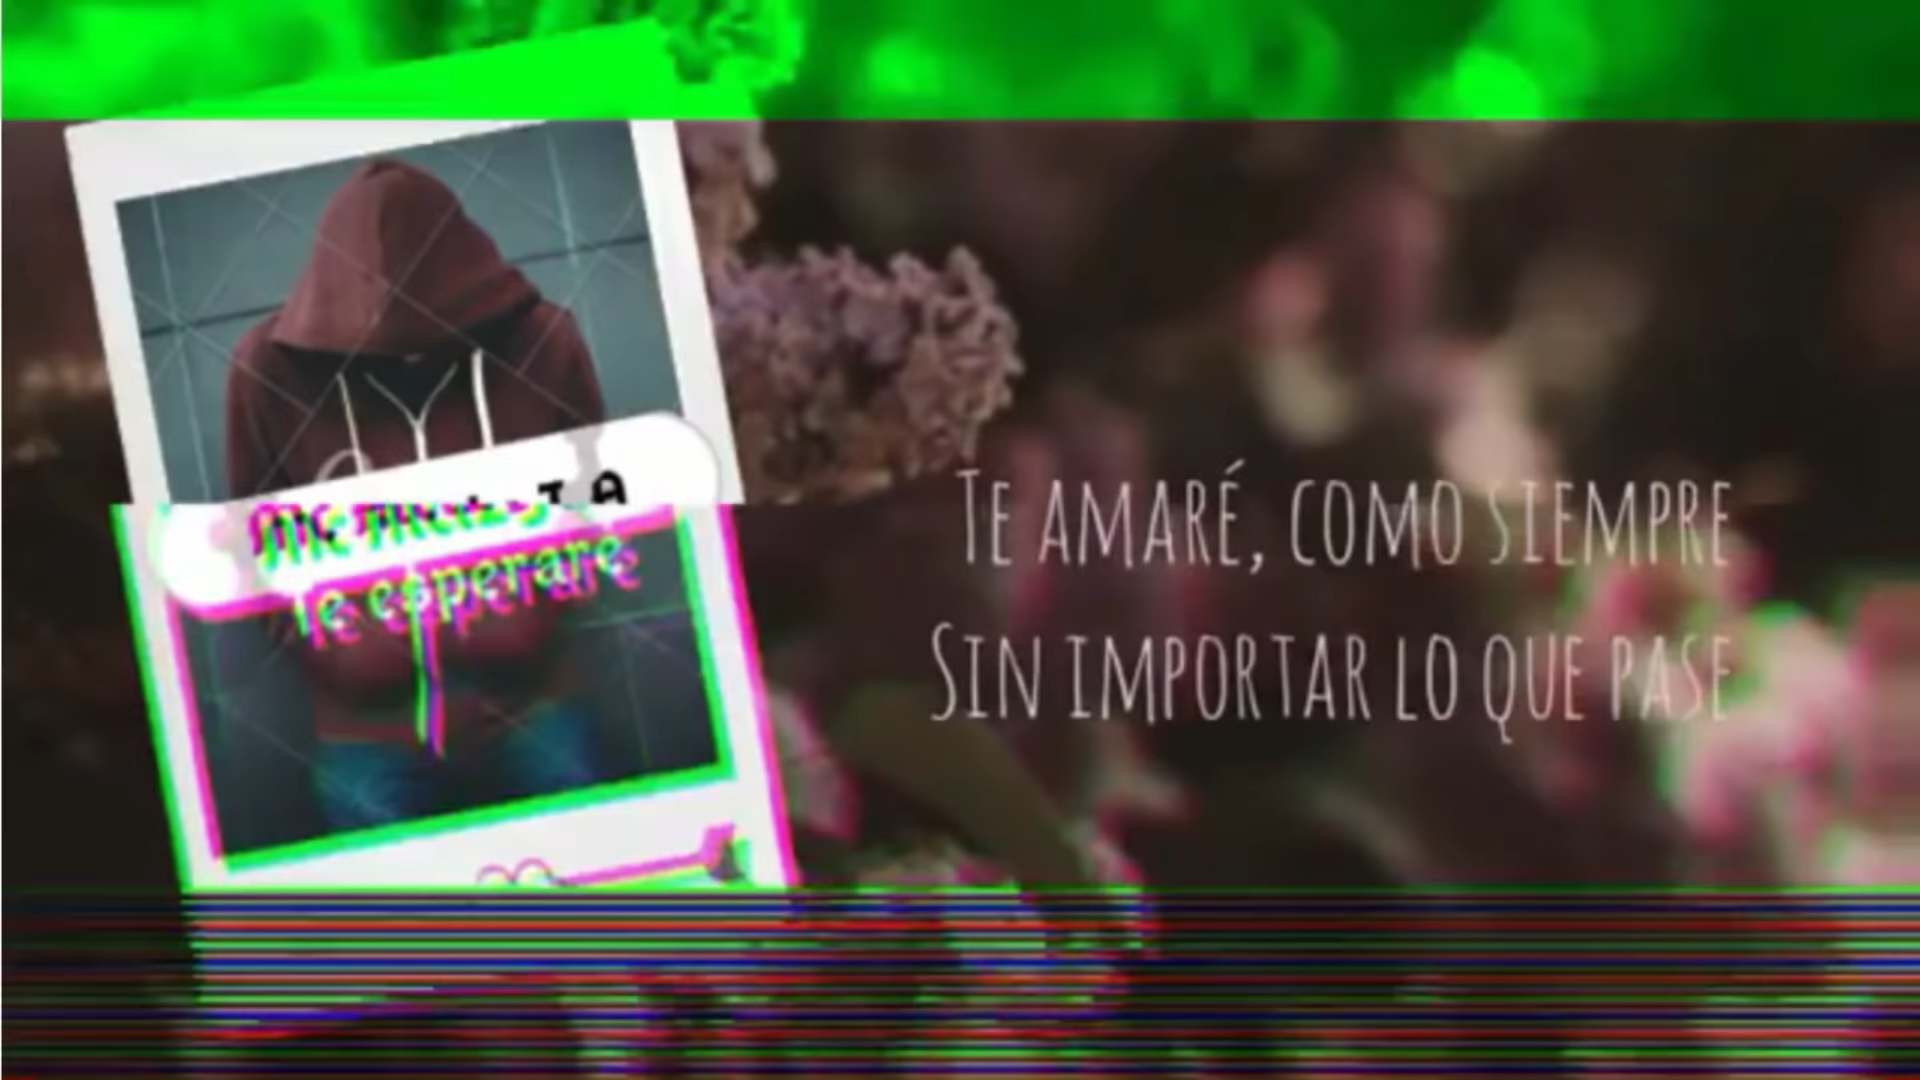 Te esperaré
TE AMARÉ, COMO SIEMPRE
SIN IMPORTAR LO QUE PASE